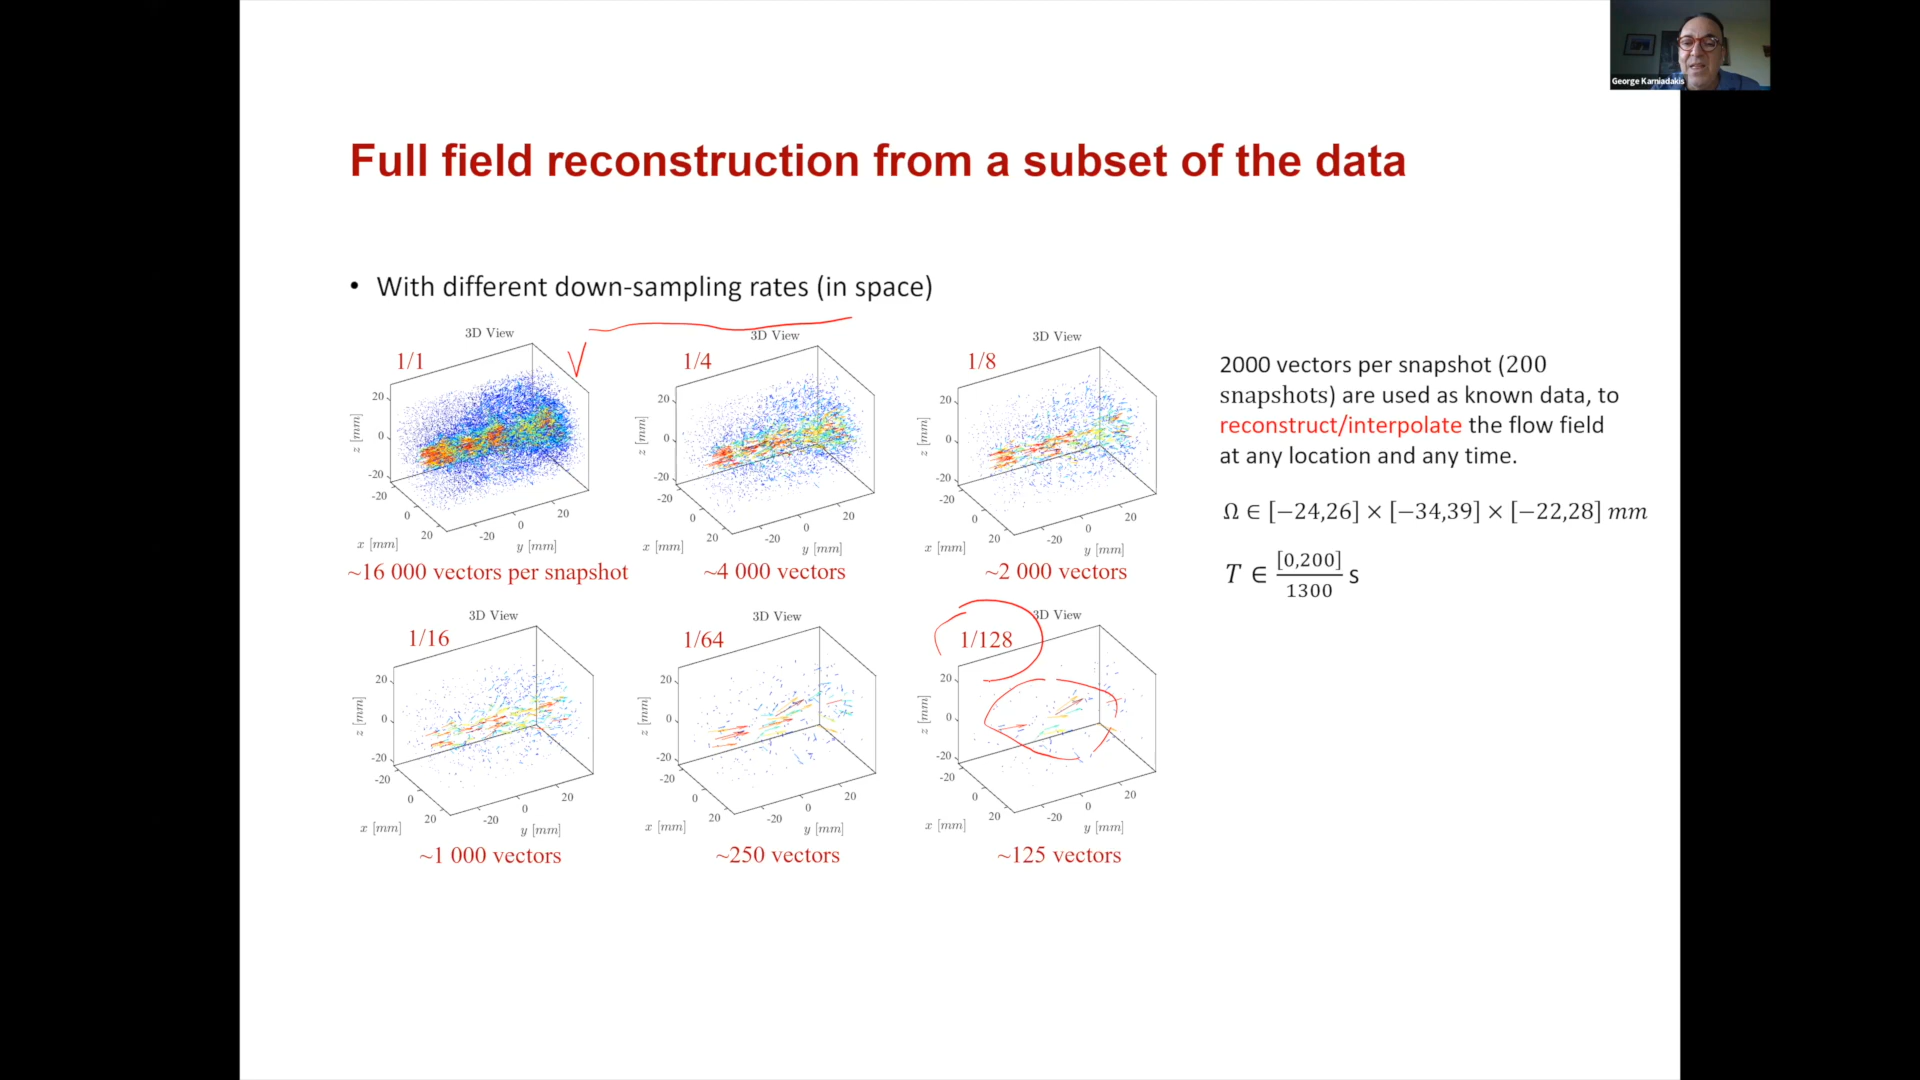 George Karniadakis
Full field reconstruction from a subset of the data
• With different down-sampling rates (in space)
3D View
1/1
20
0
-20
z [mm]
-20
0
20
x [mm]
-20
0
20
y [mm]
~16 000 vectors per snapshot
3D View
1/4
20
0
-20
z [mm]
-20
0
20
x [mm]
-20
0
20
y [mm]
~4 000 vectors
3D View
1/8
20
0
-20
z [mm]
-20
0
20
x [mm]
-20
0
20
y [mm]
~2 000 vectors
3D View
1/16
20
0
-20
z [mm]
-20
0
20
x [mm]
-20
0
20
y [mm]
~1 000 vectors
3D View
1/64
20
0
-20
z [mm]
-20
0
20
x [mm]
-20
0
20
y [mm]
~250 vectors
3D View
1/128
20
0
-20
z [mm]
-20
0
20
x [mm]
-20
0
20
y [mm]
~125 vectors
2000 vectors per snapshot (200
snapshots) are used as known data, to
reconstruct/interpolate the flow field
at any location and any time.
Ω ∈ [−24,26] × [−34,39] × [−22,28] mm
T ∈ [0,200]/1300 s